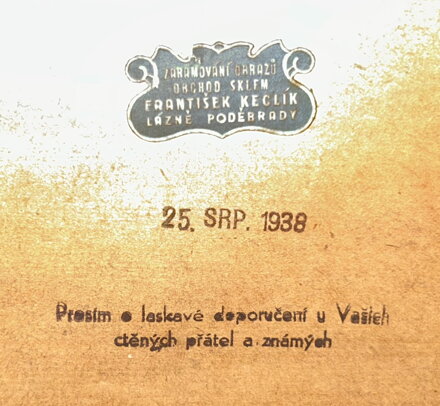 ZARÁMOVÁNÍ OBRAZŮ
OBCHOD SKLEM
FRANTIŠEK KECLÍK
LÁZNĚ PODĚBRADY
25. SRP. 1938
Prosím o laskavé doporučení u Vašich
ctěných přátel a známých